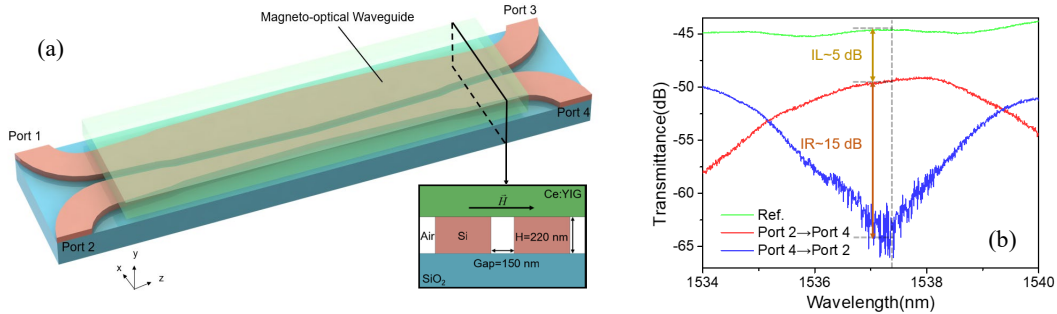 (a)
Magneto-optical Waveguide
Port 3
Port 1
Port 4
Port 2
y
x
z
H
Ce:YIG
Air
Si
H=220 nm
Gap=150 nm
SiO₂
Transmittance(dB)
-45
-50
-55
-60
-65
IL~5 dB
IR~15 dB
Ref.
Port 2→Port 4
Port 4→Port 2
(b)
1534
1536
1538
1540
Wavelength(nm)